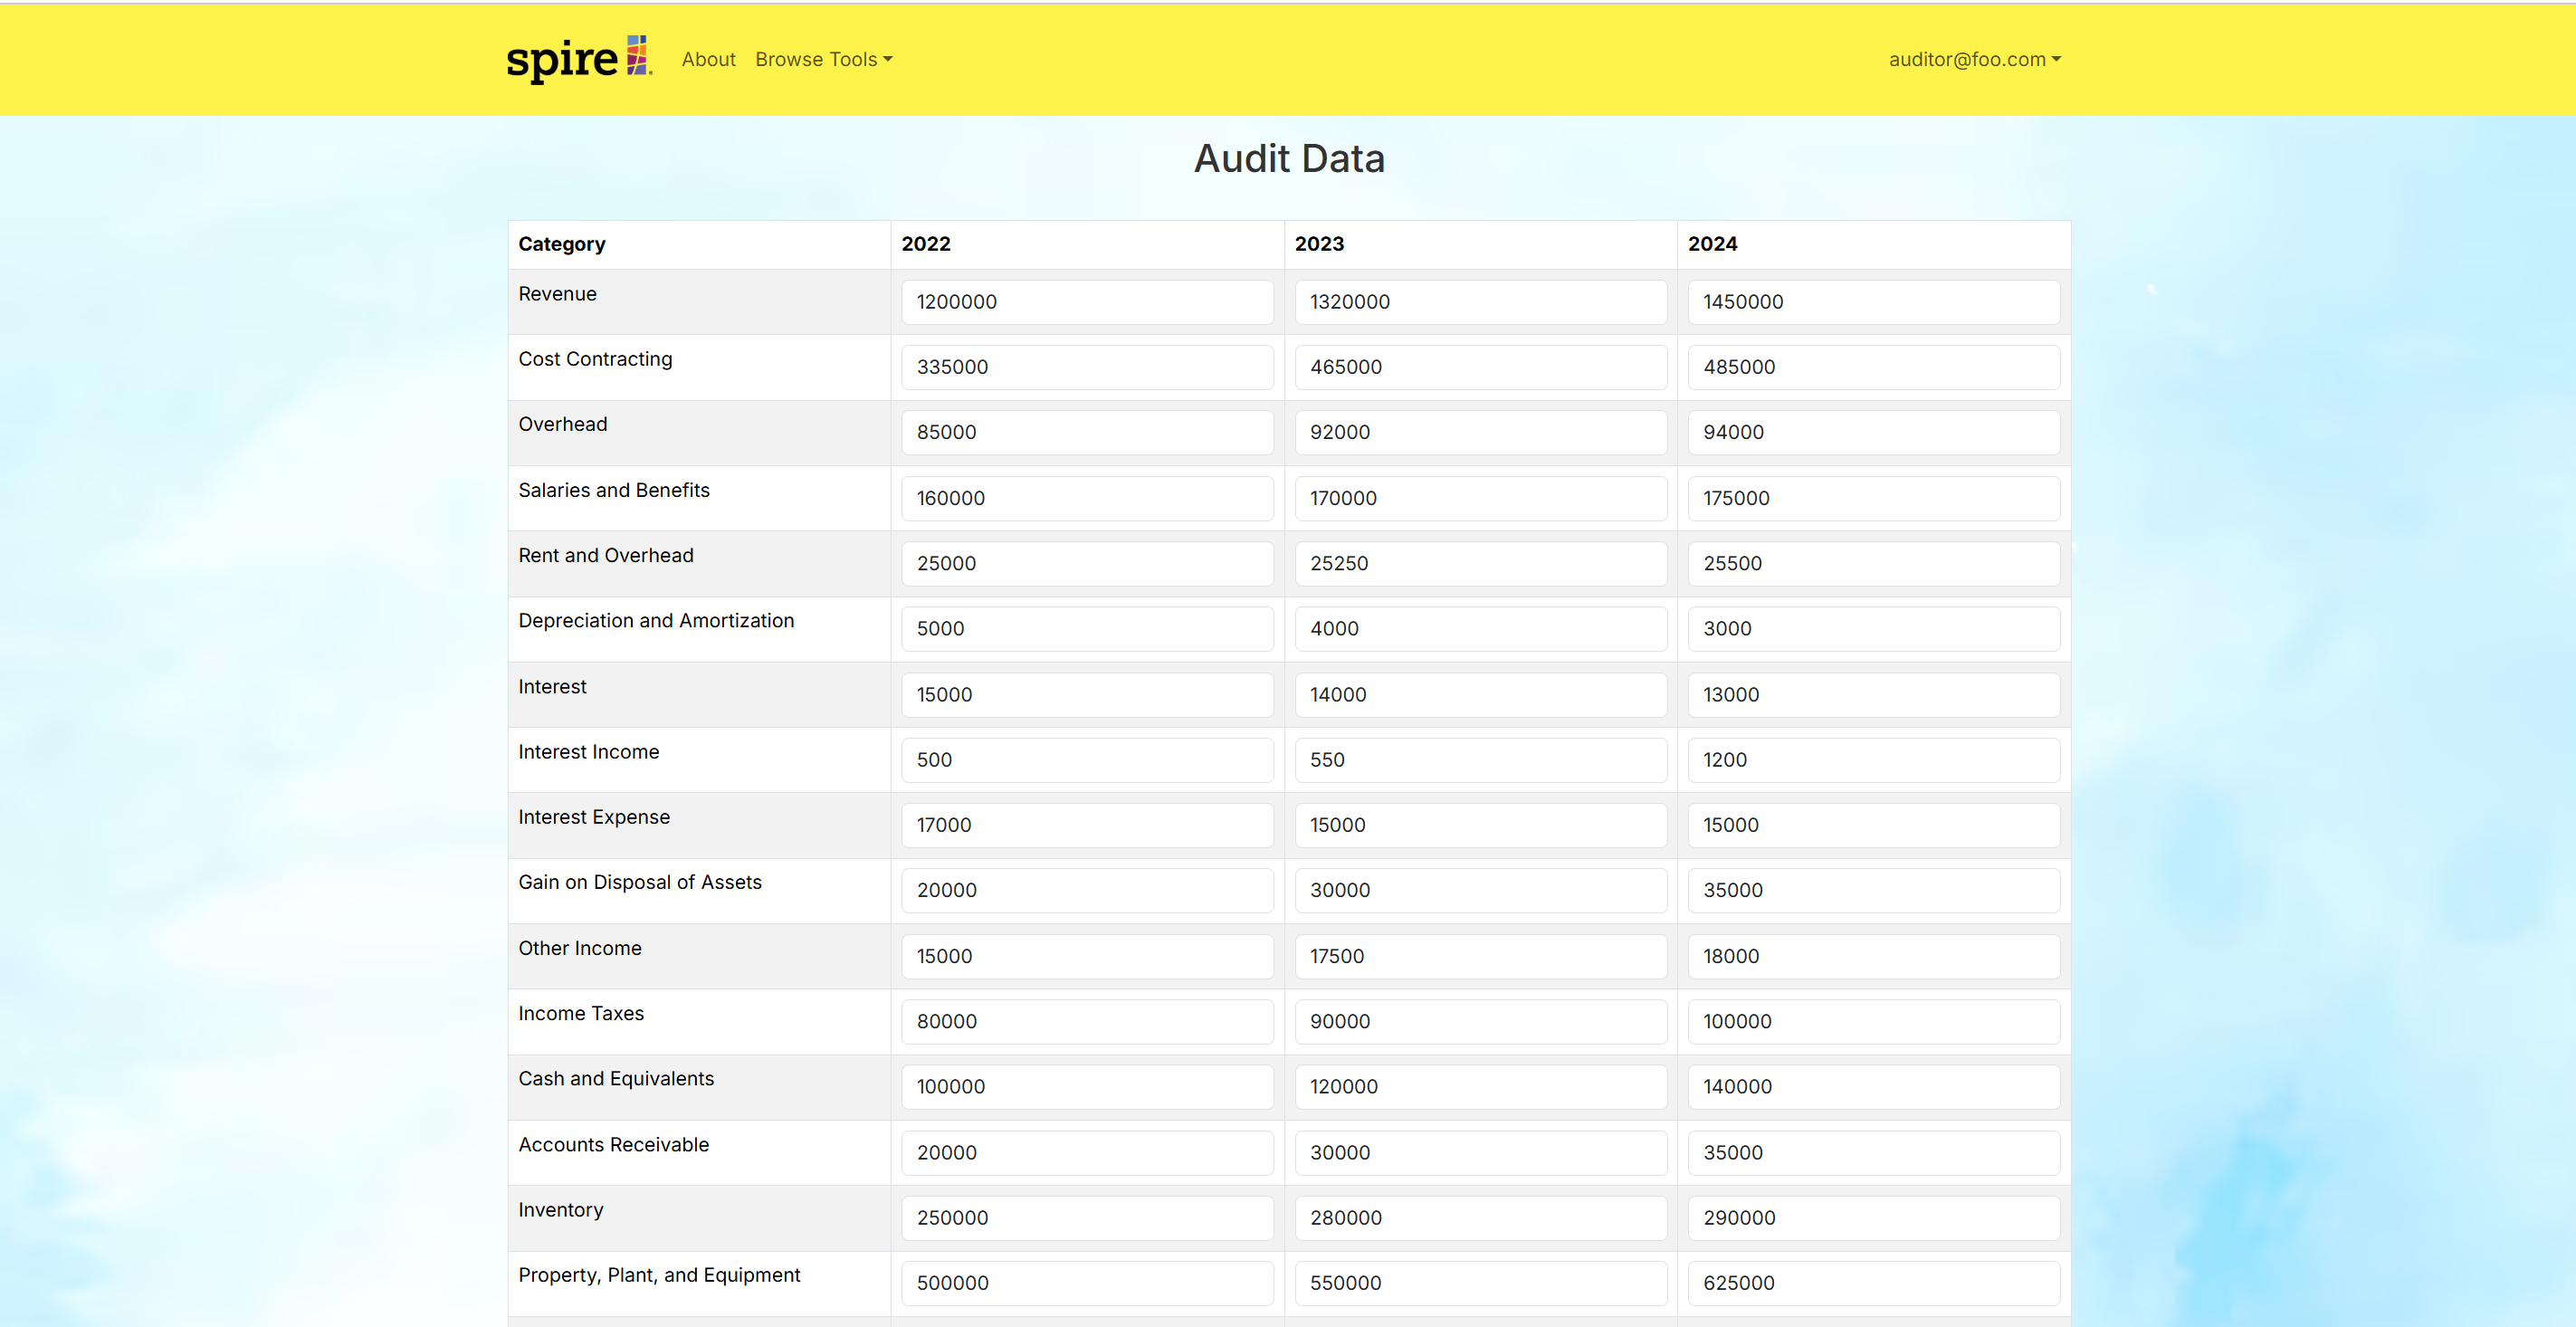 spire About Browse Tools auditor@foo.com
Audit Data
Category 2022 2023 2024
Revenue 1200000 1320000 1450000
Cost Contracting 335000 465000 485000
Overhead 85000 92000 94000
Salaries and Benefits 160000 170000 175000
Rent and Overhead 25000 25250 25500
Depreciation and Amortization 5000 4000 3000
Interest 15000 14000 13000
Interest Income 500 550 1200
Interest Expense 17000 15000 15000
Gain on Disposal of Assets 20000 30000 35000
Other Income 15000 17500 18000
Income Taxes 80000 90000 100000
Cash and Equivalents 100000 120000 140000
Accounts Receivable 20000 30000 35000
Inventory 250000 280000 290000
Property, Plant, and Equipment 500000 550000 625000